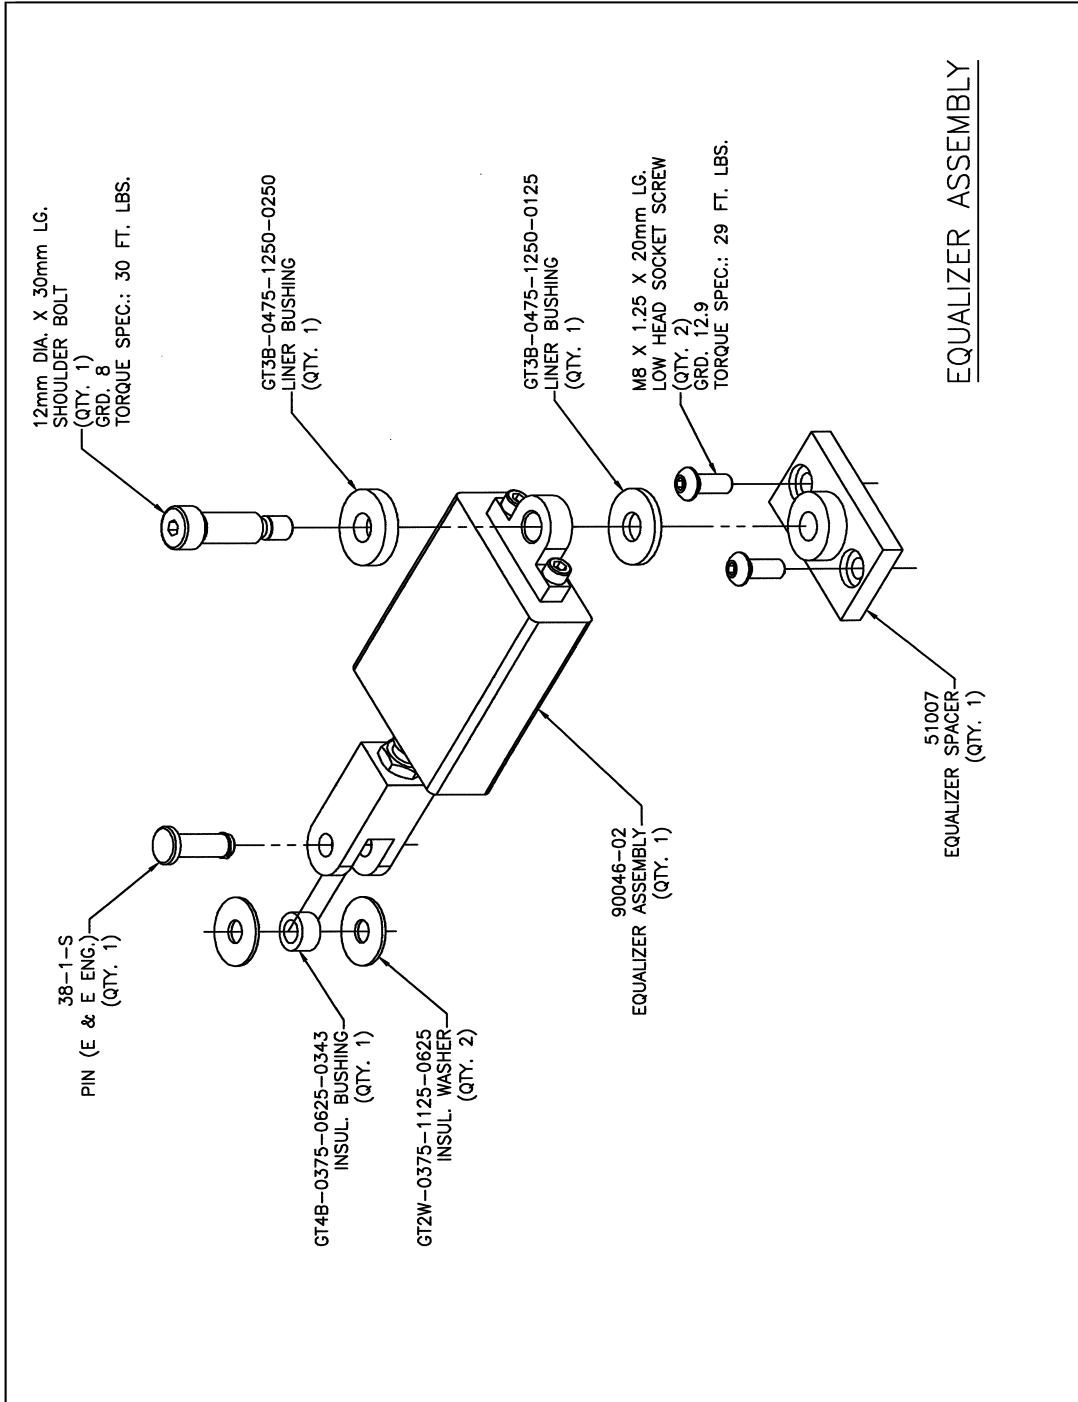 38-1-S
PIN (E & E ENG.)
(QTY. 1)
12mm DIA. X 30mm LG.
SHOULDER BOLT
(QTY. 1)
GRD. 8
TORQUE SPEC.: 30 FT. LBS.
GT3B-0475-1250-0250
LINER BUSHING
(QTY. 1)
GT4B-0375-0625-0343
INSUL. BUSHING
(QTY. 1)
GT2W-0375-1125-0625
INSUL. WASHER
(QTY. 2)
GT3B-0475-1250-0125
LINER BUSHING
(QTY. 1)
90046-02
EQUALIZER ASSEMBLY
(QTY. 1)
M8 X 1.25 X 20mm LG.
LOW HEAD SOCKET SCREW
(QTY. 2)
GRD. 12.9
TORQUE SPEC.: 29 FT. LBS.
51007
EQUALIZER SPACER
(QTY. 1)
EQUALIZER ASSEMBLY